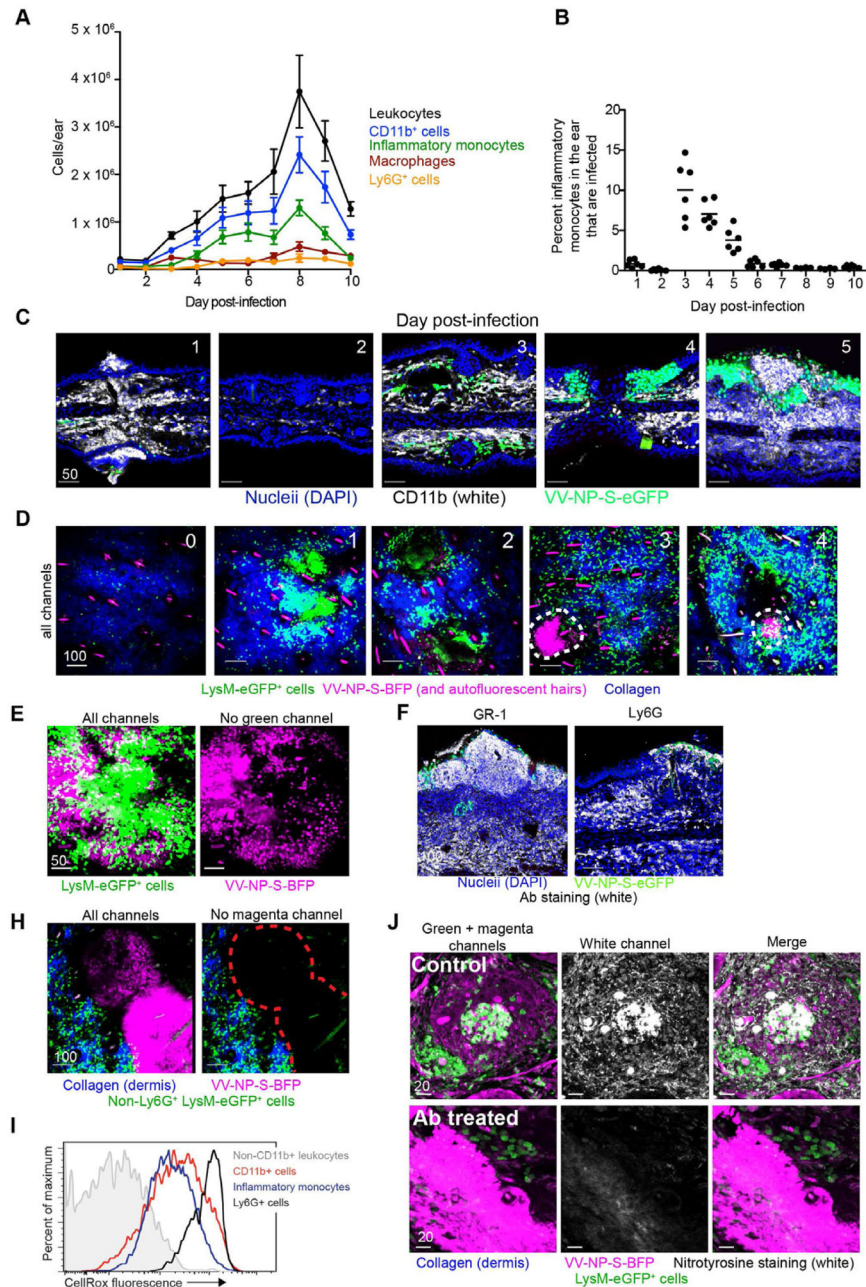 A
5 x 10⁶
4 x 10⁶
3 x 10⁶
2 x 10⁶
1 x 10⁶
0
Cells/ear
2 4 6 8 10
Day post-infection
Leukocytes
CD11b⁺ cells
Inflammatory monocytes
Macrophages
Ly6G⁺ cells
B
20
15
10
5
0
Percent inflammatory
monocytes in the ear
that are infected
1 2 3 4 5 6 7 8 9 10
Day post-infection
C
Day post-infection
1 2 3 4 5
50
Nucleii (DAPI) CD11b (white) VV-NP-S-eGFP
D
all channels
0 1 2 3 4
100
LysM-eGFP⁺ cells VV-NP-S-BFP (and autofluorescent hairs) Collagen
E
All channels No green channel
50
LysM-eGFP⁺ cells VV-NP-S-BFP
F
GR-1 Ly6G
100
Nucleii (DAPI) VV-NP-S-eGFP
Ab staining (white)
H
All channels No magenta channel
100
Collagen (dermis) VV-NP-S-BFP
Non-Ly6G⁺ LysM-eGFP⁺ cells
I
Percent of maximum
Non-CD11b+ leukocytes
CD11b+ cells
Inflammatory monocytes
Ly6G+ cells
CellRox fluorescence
J
Green + magenta
channels
White channel Merge
Control
20
Ab treated
20
Collagen (dermis) VV-NP-S-BFP Nitrotyrosine staining (white)
LysM-eGFP⁺ cells